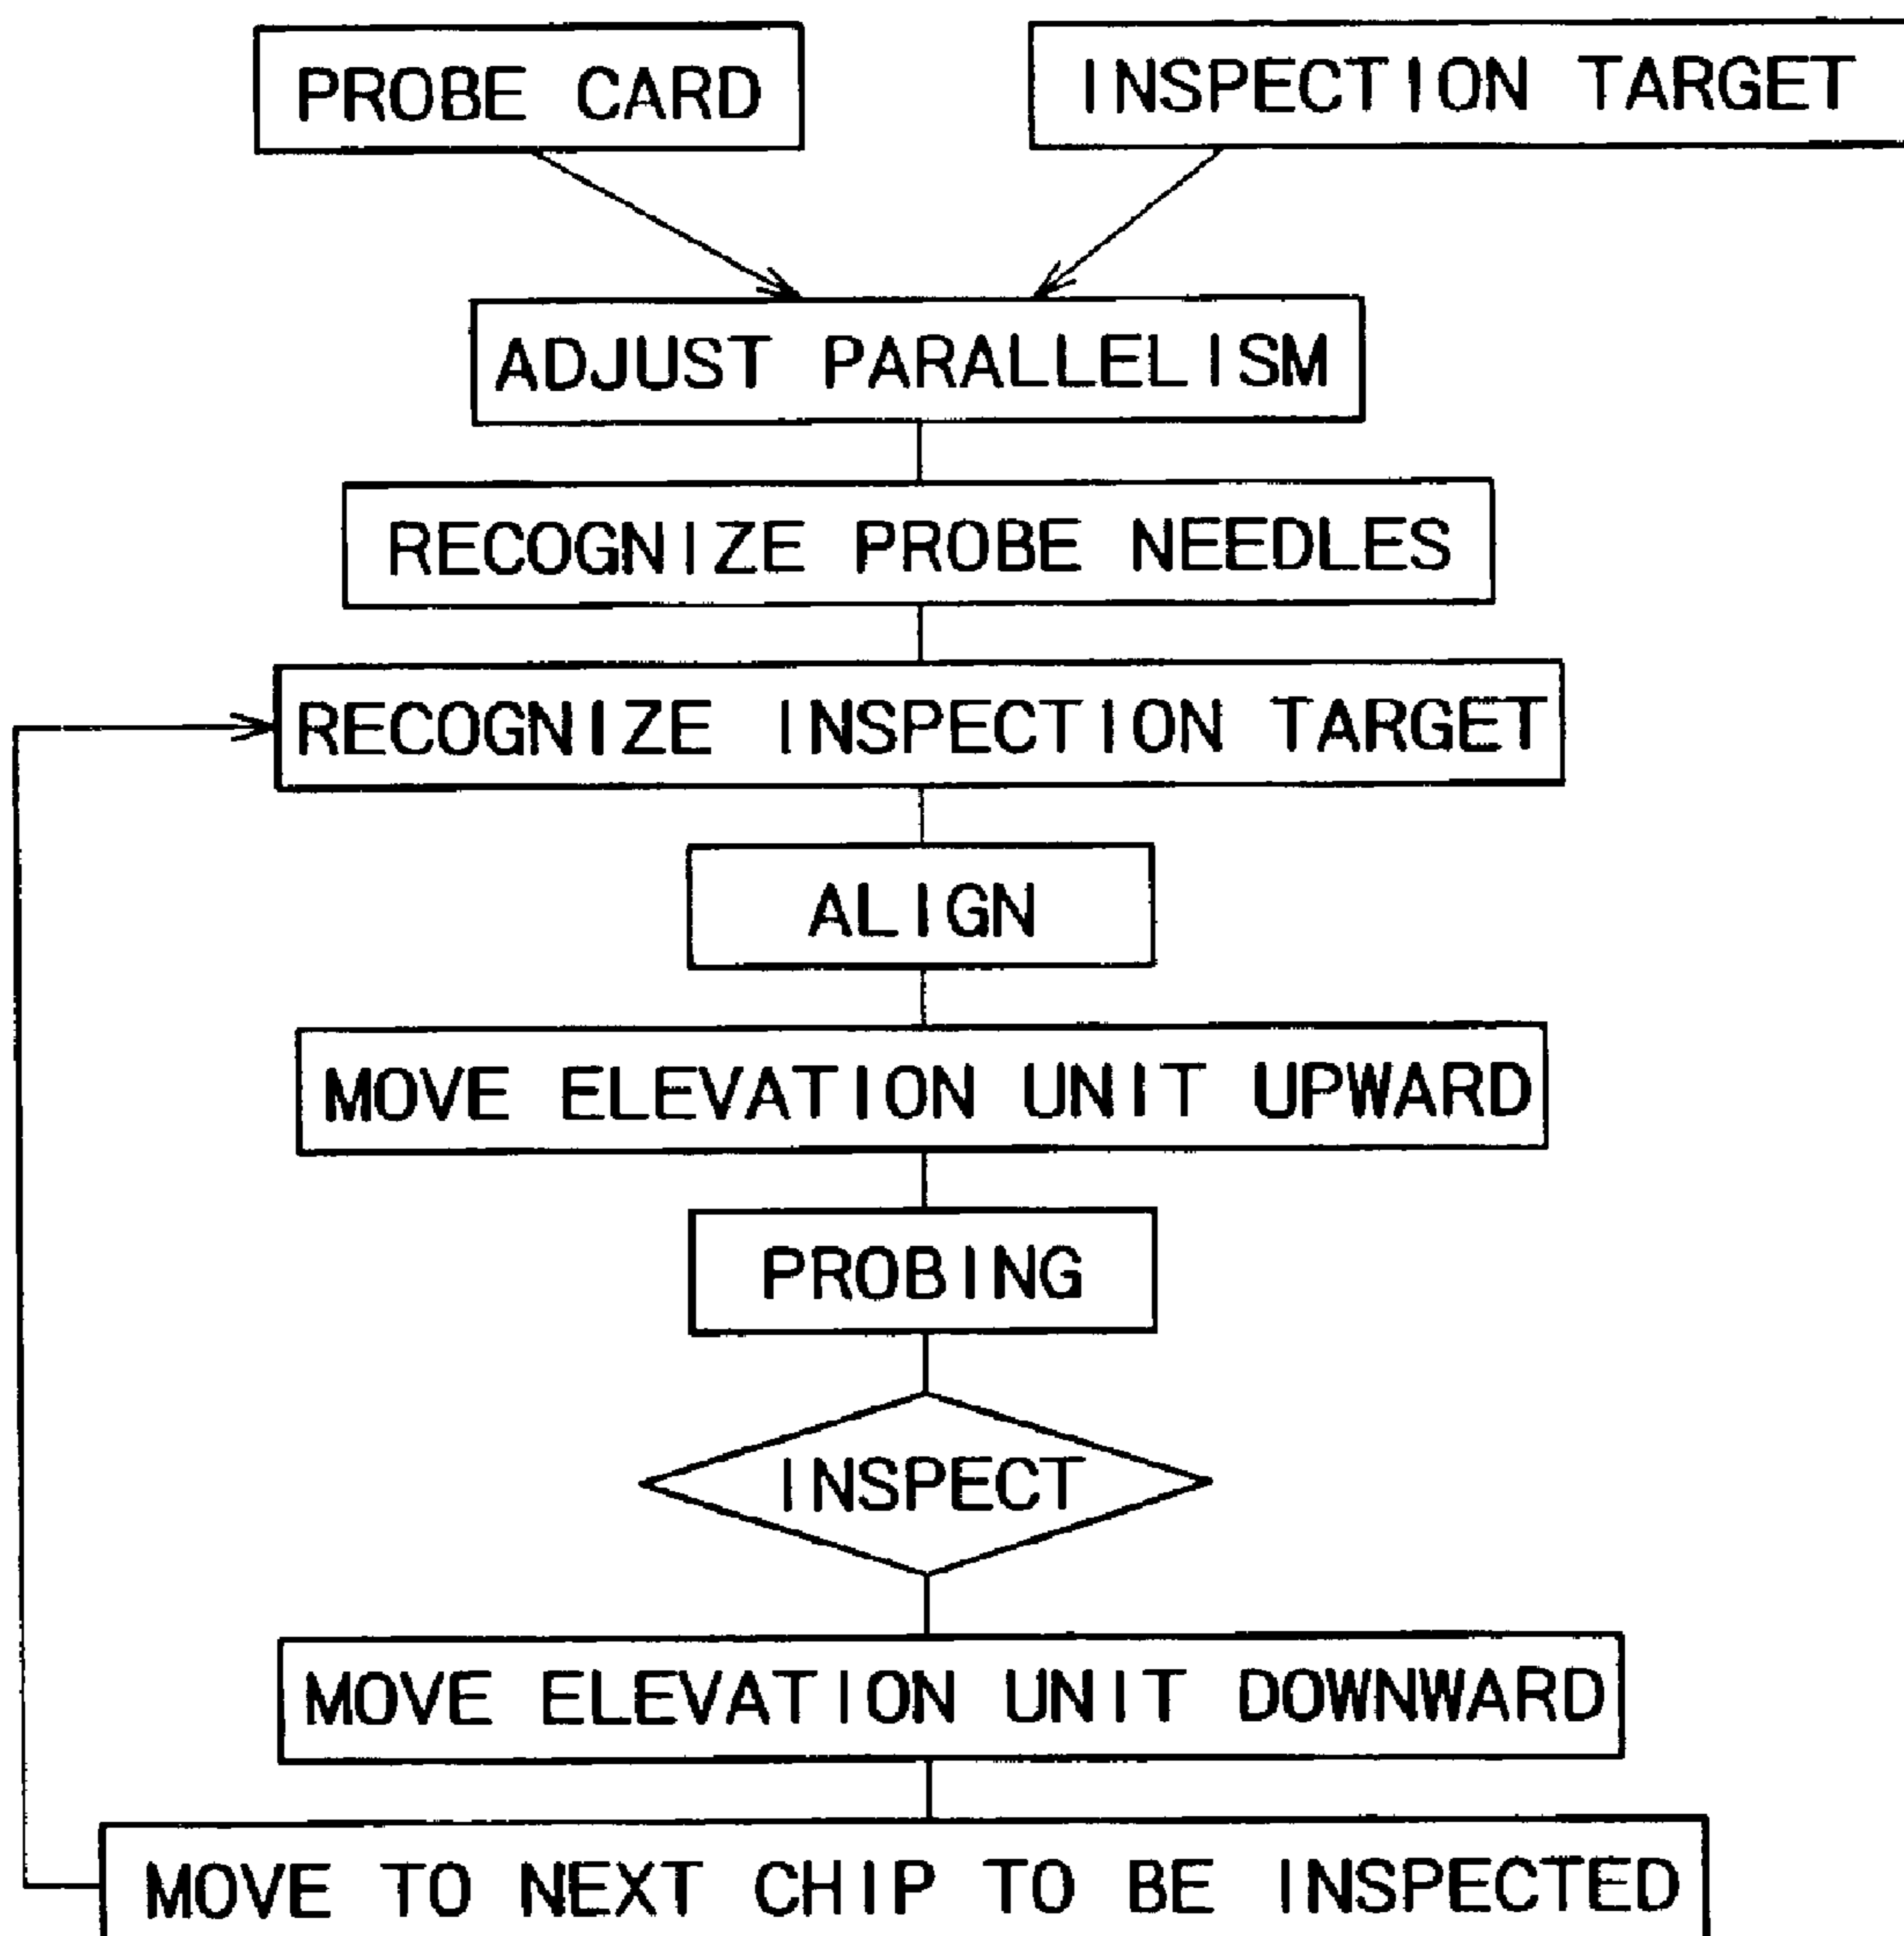 PROBE CARD
INSPECTION TARGET
ADJUST PARALLELISM
RECOGNIZE PROBE NEEDLES
RECOGNIZE INSPECTION TARGET
ALIGN
MOVE ELEVATION UNIT UPWARD
PROBING
INSPECT
MOVE ELEVATION UNIT DOWNWARD
MOVE TO NEXT CHIP TO BE INSPECTED